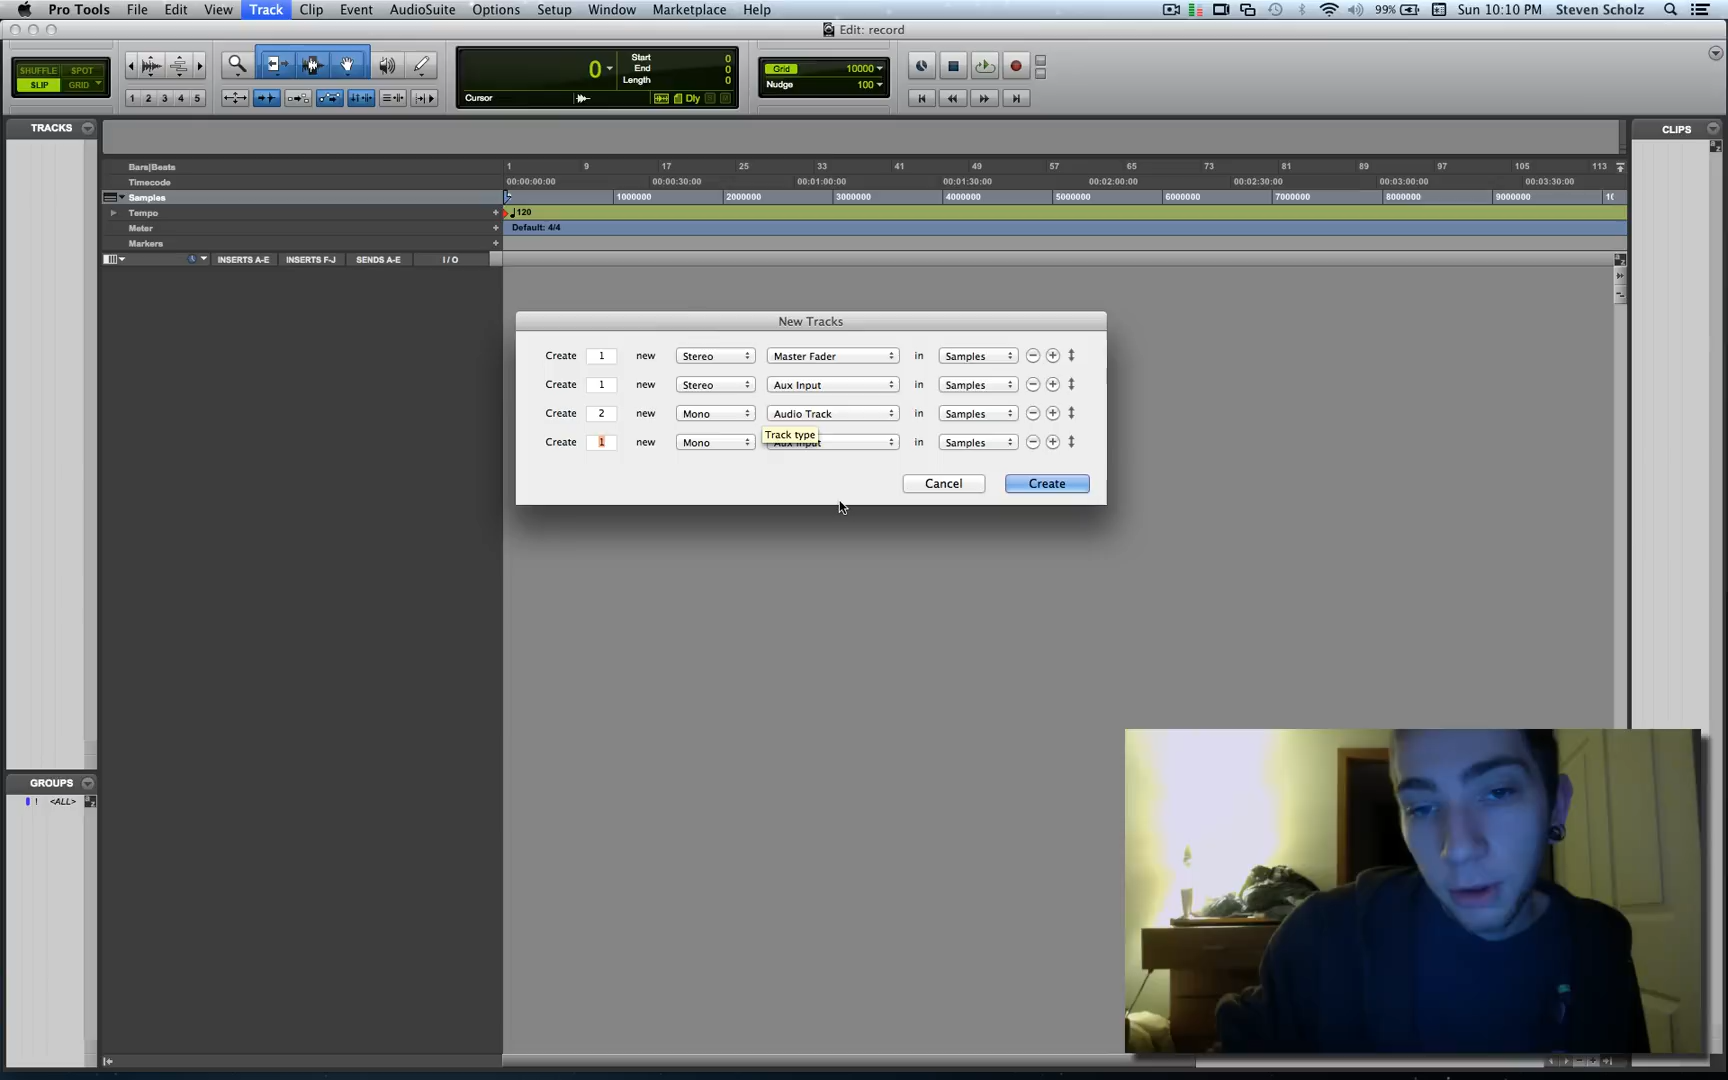 Pro Tools File Edit View Track Clip Event AudioSuite Options Setup Window Marketplace Help 99% Sun 10:10 PM Steven Scholz
Edit: record
SHUFFLE SPOT
SLIP GRID
1 2 3 4 5
0
Start 0
End 0
Length 0
Cursor Dly
Grid 10000
Nudge 100
TRACKS
CLIPS
Bars|Beats 1 9 17 25 33 41 49 57 65 73 81 89 97 105 113
Timecode 00:00:00:00 00:00:30:00 00:01:00:00 00:01:30:00 00:02:00:00 00:02:30:00 00:03:00:00 00:03:30:00
Samples 1000000 2000000 3000000 4000000 5000000 6000000 7000000 8000000 9000000
Tempo 120
Meter Default: 4/4
Markers
INSERTS A-E INSERTS F-J SENDS A-E I / O
New Tracks
Create 1 new Stereo Master Fader in Samples
Create 1 new Stereo Aux Input in Samples
Create 2 new Mono Audio Track in Samples
Track type
Create 1 new Mono Aux Input in Samples
Cancel Create
GROUPS
! <ALL>